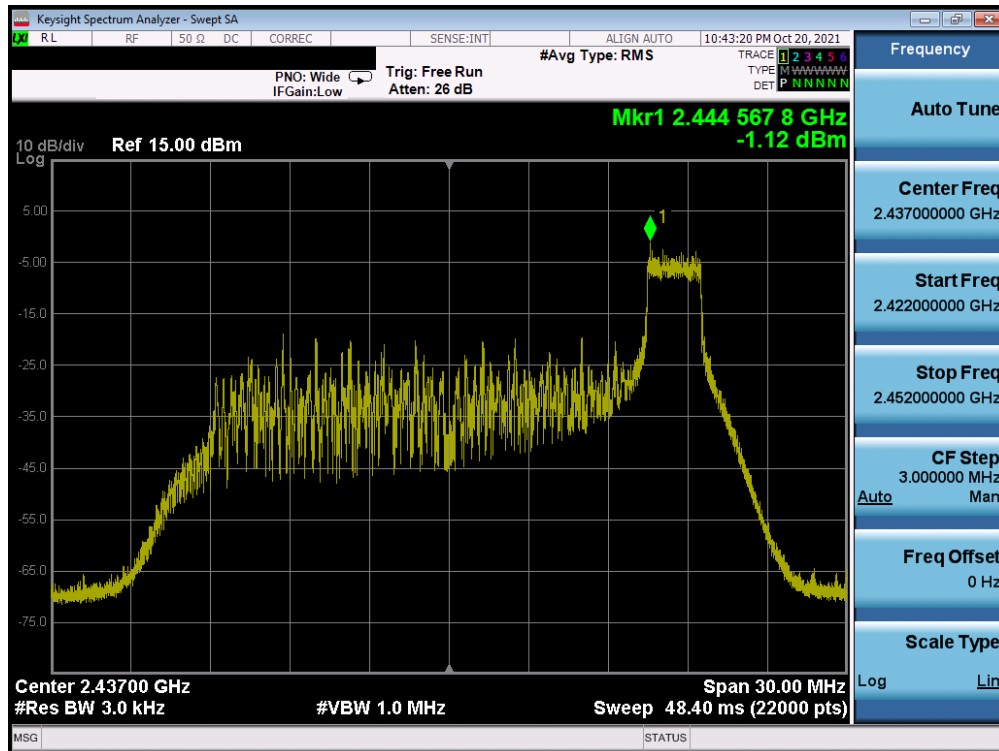 Keysight Spectrum Analyzer - Swept SA
LXI RL RF 50 Ω DC CORREC SENSE:INT ALIGN AUTO 10:43:20 PM Oct 20, 2021
#Avg Type: RMS
TRACE 1 2 3 4 5 6
PNO: Wide Trig: Free Run
TYPE M WWWWW
IFGain:Low Atten: 26 dB
DET P N N N N N
Mkr1 2.444 567 8 GHz
-1.12 dBm
10 dB/div Ref 15.00 dBm
Log
1
5.00
-5.00
-15.0
-25.0
-35.0
-45.0
-55.0
-65.0
-75.0
Center 2.43700 GHz Span 30.00 MHz
#Res BW 3.0 kHz #VBW 1.0 MHz Sweep 48.40 ms (22000 pts)
MSG STATUS
Frequency
Auto Tune
Center Freq
2.437000000 GHz
Start Freq
2.422000000 GHz
Stop Freq
2.452000000 GHz
CF Step
3.000000 MHz
Auto Man
Freq Offset
0 Hz
Scale Type
Log Lin